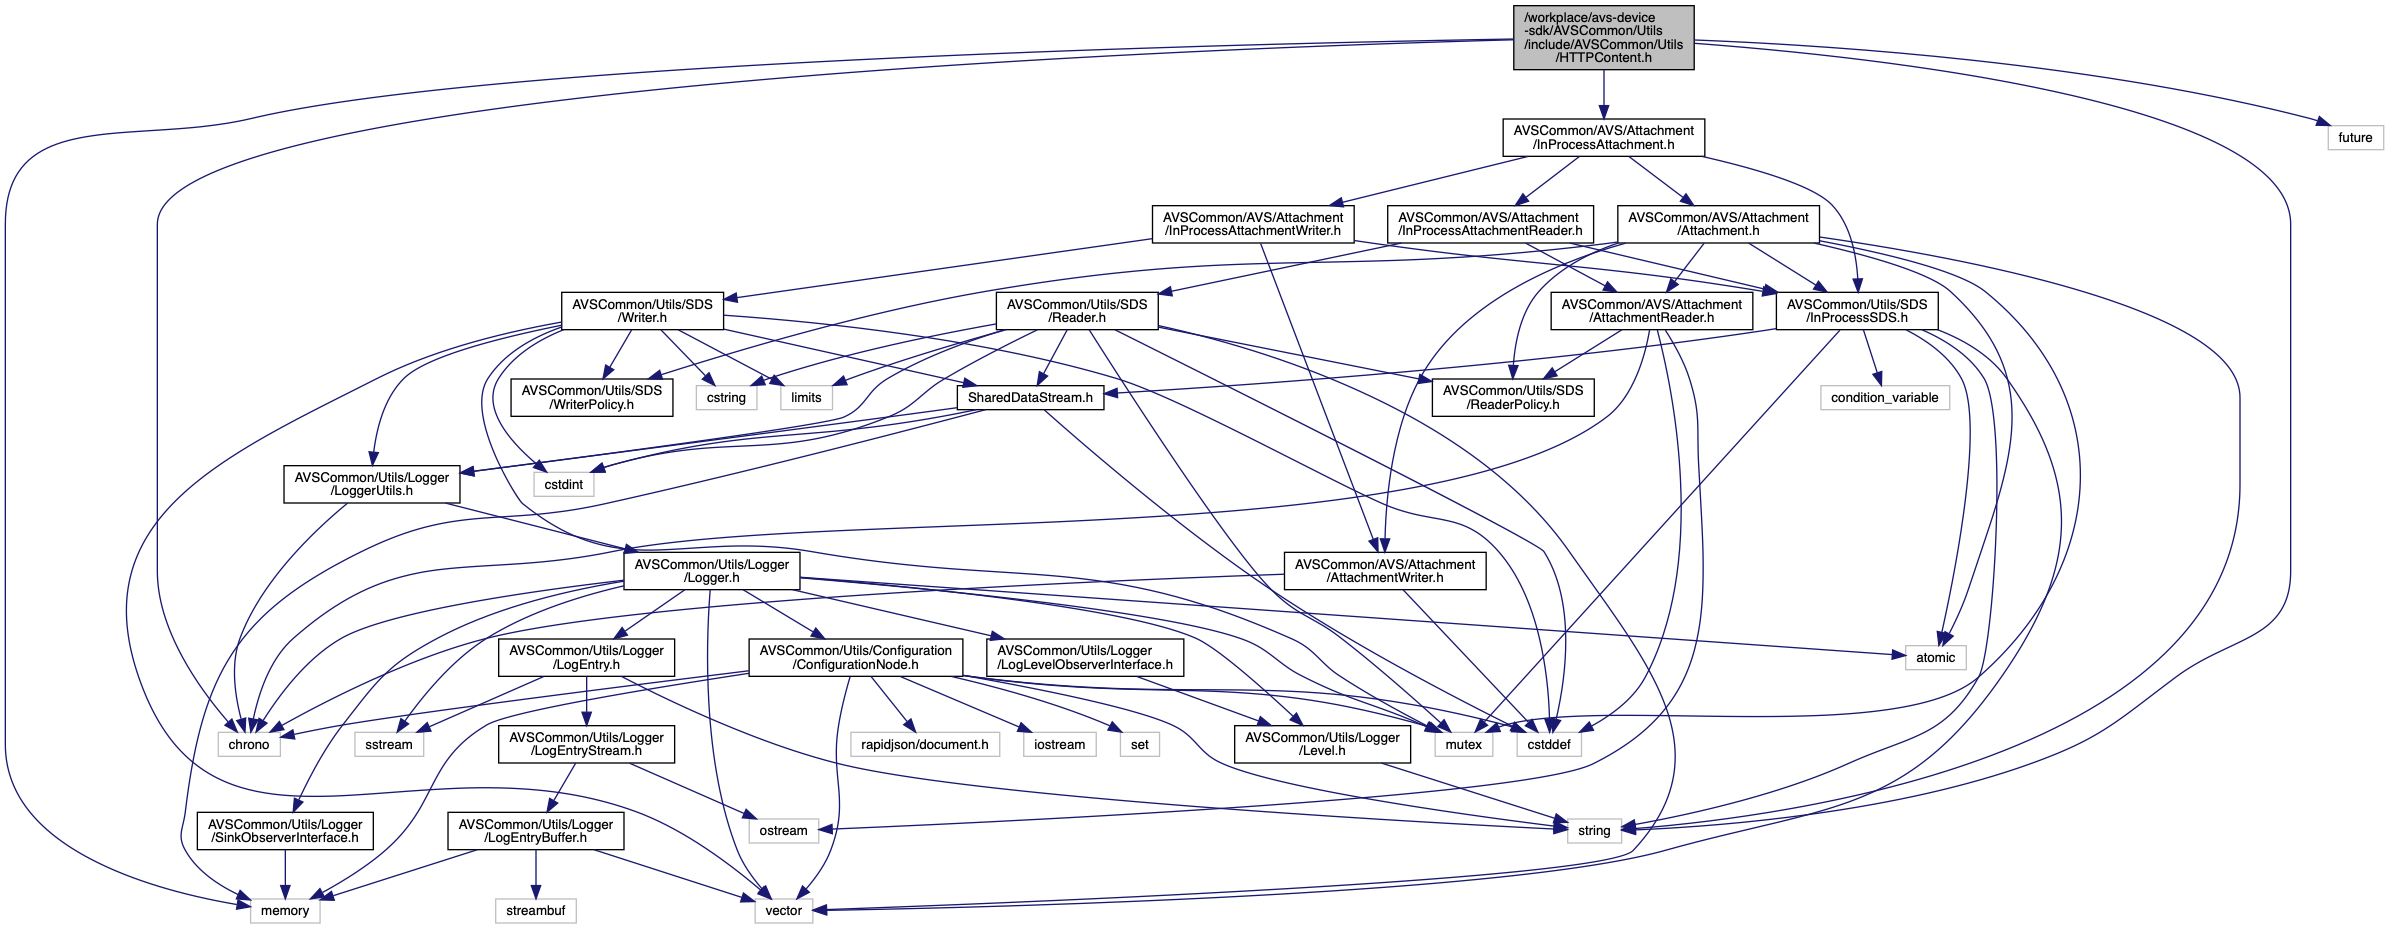 /workplace/avs-device
-sdk/AVSCommon/Utils
/include/AVSCommon/Utils
/HTTPContent.h
AVSCommon/AVS/Attachment
/InProcessAttachment.h
future
AVSCommon/AVS/Attachment
/InProcessAttachmentWriter.h
AVSCommon/AVS/Attachment
/InProcessAttachmentReader.h
AVSCommon/AVS/Attachment
/Attachment.h
AVSCommon/Utils/SDS
/Writer.h
AVSCommon/Utils/SDS
/Reader.h
AVSCommon/AVS/Attachment
/AttachmentReader.h
AVSCommon/Utils/SDS
/InProcessSDS.h
AVSCommon/Utils/SDS
/WriterPolicy.h
cstring
limits
SharedDataStream.h
AVSCommon/Utils/SDS
/ReaderPolicy.h
condition_variable
AVSCommon/Utils/Logger
/LoggerUtils.h
cstdint
AVSCommon/Utils/Logger
/Logger.h
AVSCommon/AVS/Attachment
/AttachmentWriter.h
AVSCommon/Utils/Logger
/LogEntry.h
AVSCommon/Utils/Configuration
/ConfigurationNode.h
AVSCommon/Utils/Logger
/LogLevelObserverInterface.h
atomic
chrono
sstream
AVSCommon/Utils/Logger
/LogEntryStream.h
rapidjson/document.h
iostream
set
AVSCommon/Utils/Logger
/Level.h
mutex
cstddef
AVSCommon/Utils/Logger
/SinkObserverInterface.h
AVSCommon/Utils/Logger
/LogEntryBuffer.h
ostream
string
memory
streambuf
vector